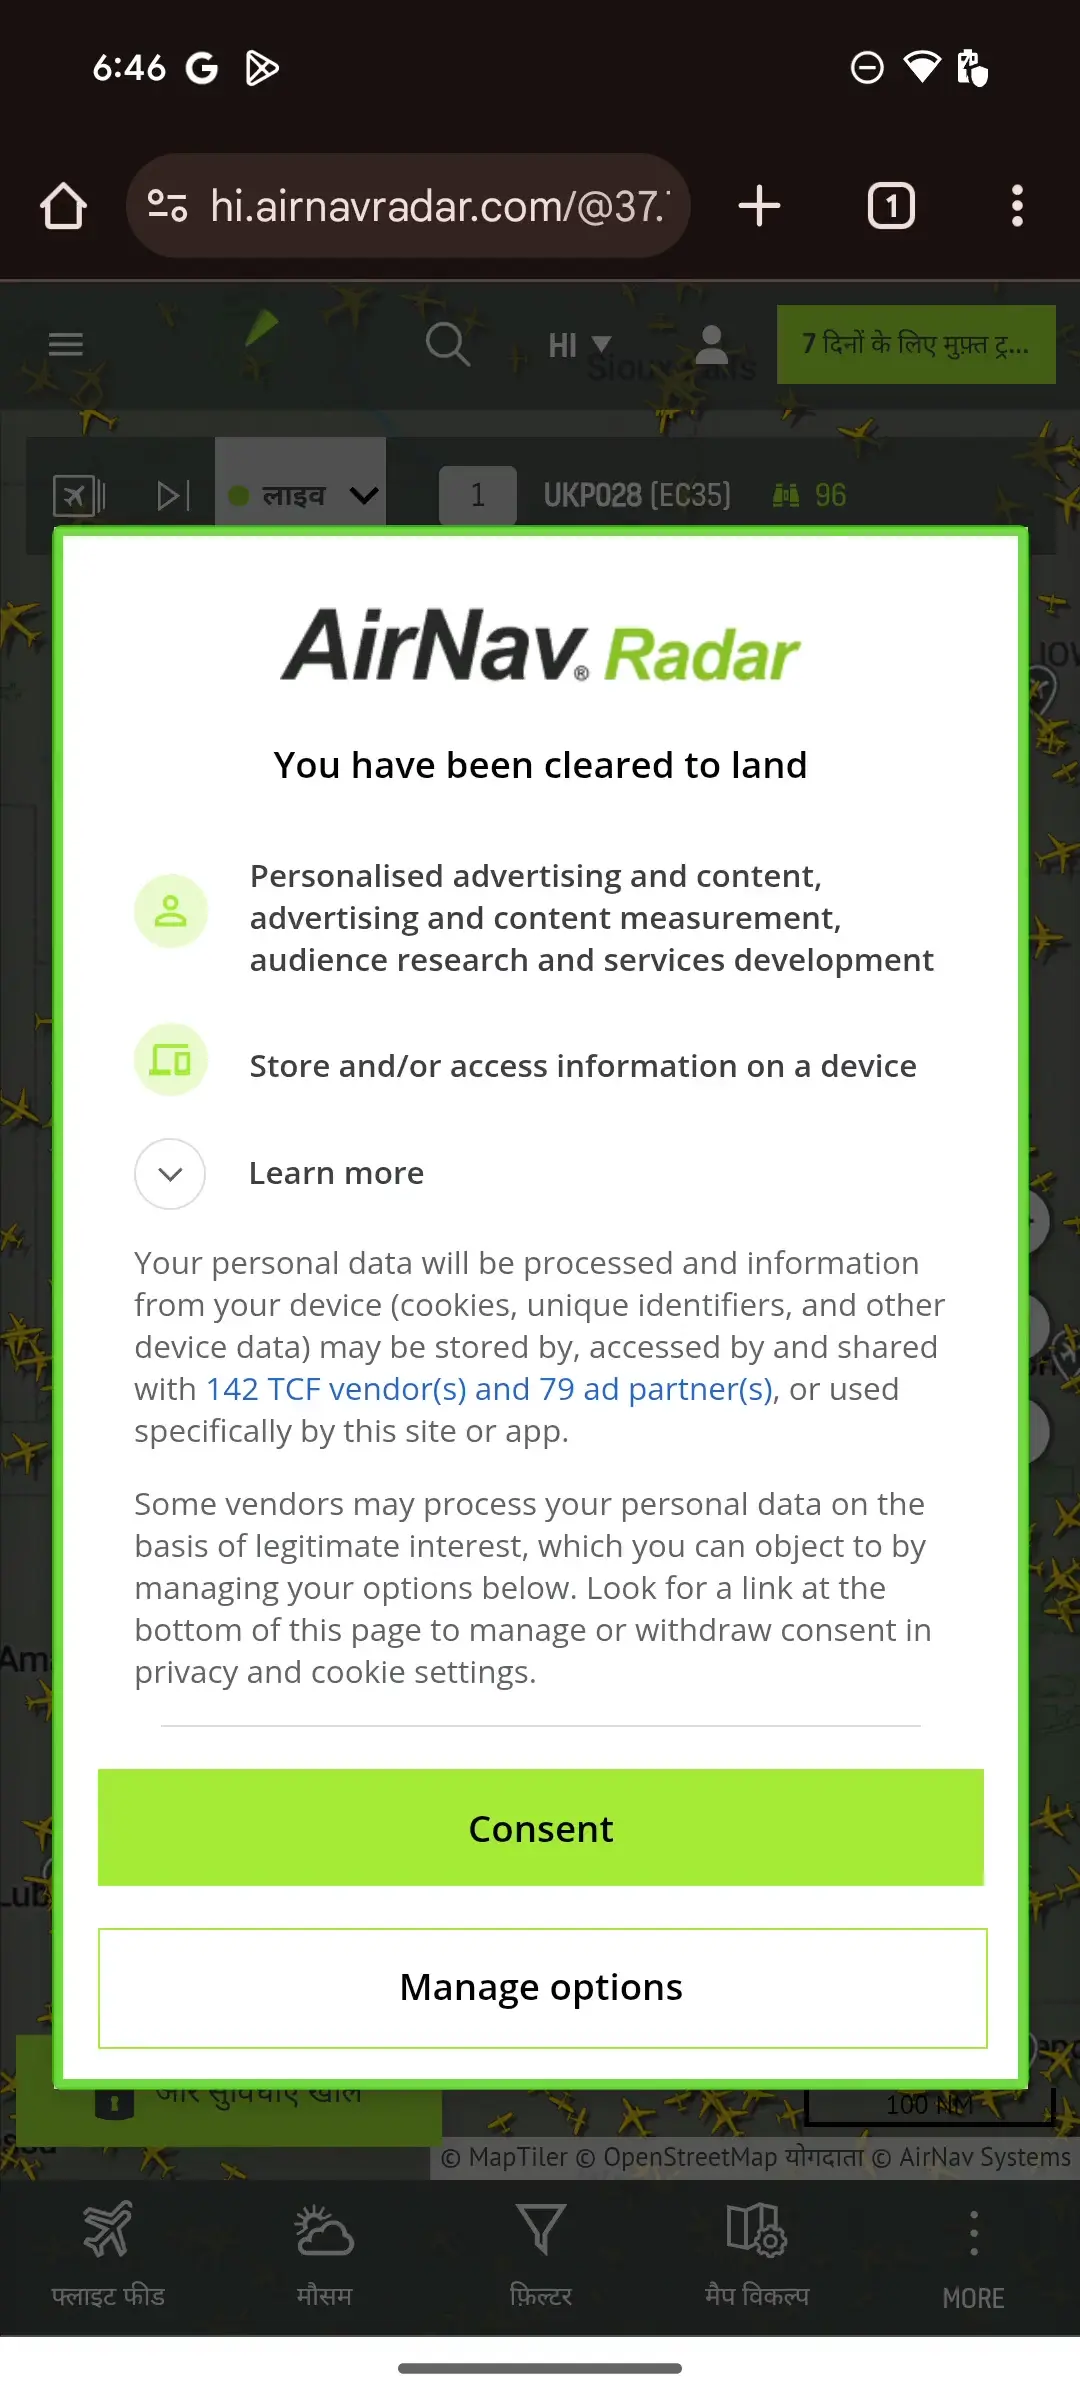 6:46
hi.airnavradar.com/@37.
1
HI
7 दिनों के लिए मुफ़्त ट्र...
Sioux Falls
लाइव
1
UKP028 [EC35]
96
AirNav® Radar
You have been cleared to land
Personalised advertising and content,
advertising and content measurement,
audience research and services development
Store and/or access information on a device
Learn more
Your personal data will be processed and information
from your device (cookies, unique identifiers, and other
device data) may be stored by, accessed by and shared
with 142 TCF vendor(s) and 79 ad partner(s), or used
specifically by this site or app.
Some vendors may process your personal data on the
basis of legitimate interest, which you can object to by
managing your options below. Look for a link at the
bottom of this page to manage or withdraw consent in
privacy and cookie settings.
Consent
Manage options
और सुविधाएं खोलें
100 NM
© MapTiler © OpenStreetMap योगदाता © AirNav Systems
फ्लाइट फीड
मौसम
फ़िल्टर
मैप विकल्प
MORE